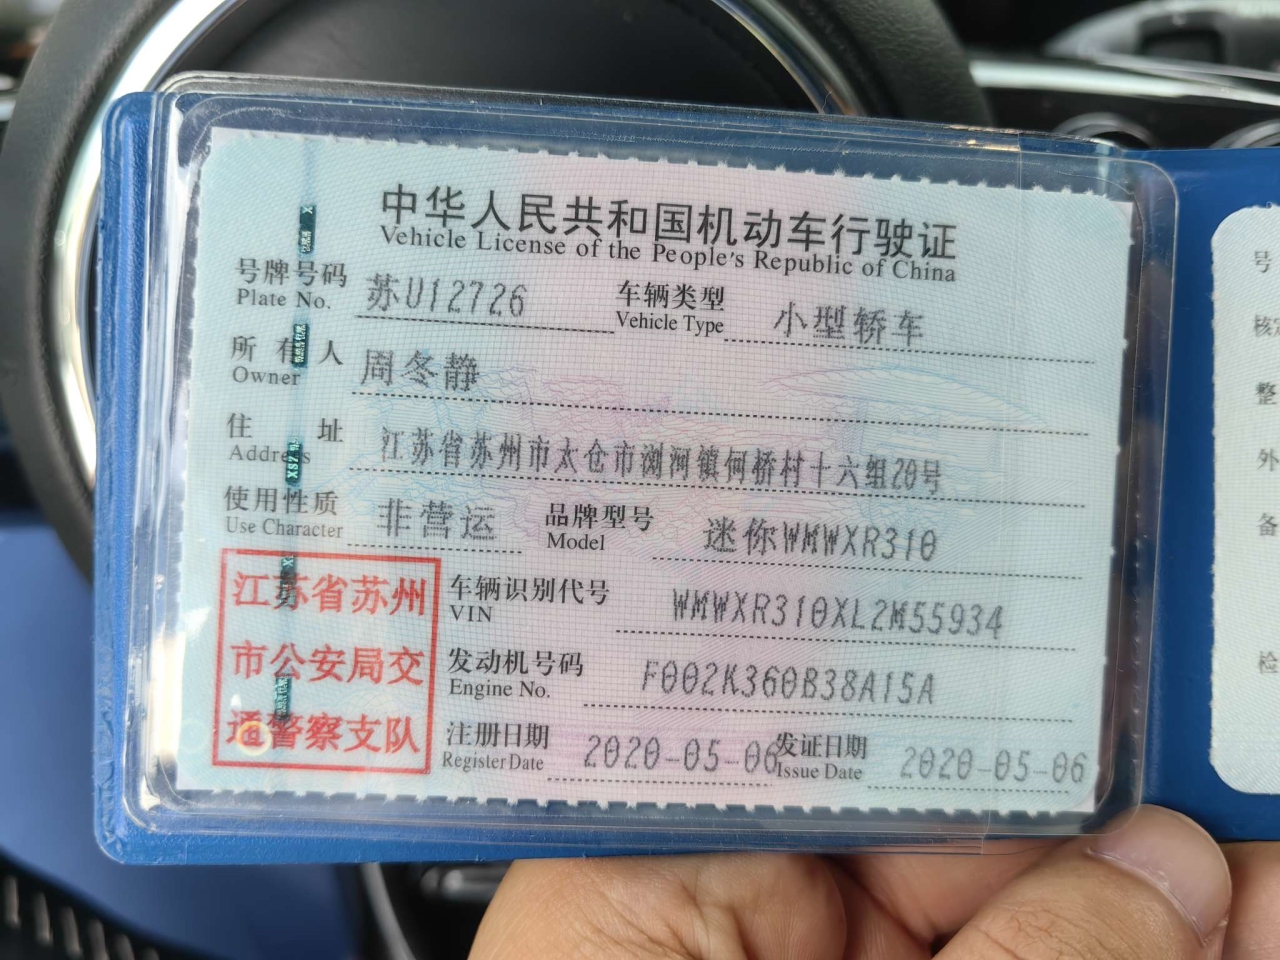 中华人民共和国机动车行驶证
Vehicle License of the People's Republic of China
号牌号码 苏U12726 车辆类型 小型轿车
Plate No. Vehicle Type
所有人 周冬静
Owner
住址 江苏省苏州市太仓市浏河镇何桥村十六组20号
Address
使用性质 非营运 品牌型号 迷你WMWXR310
Use Character Model
江苏省苏州
市公安局交
通警察支队
车辆识别代号 WMWXR310XL2M55934
VIN
发动机号码 F002K360B38A15A
Engine No.
注册日期 2020-05-06 发证日期 2020-05-06
Register Date Issue Date
号
核
整
外
备
检